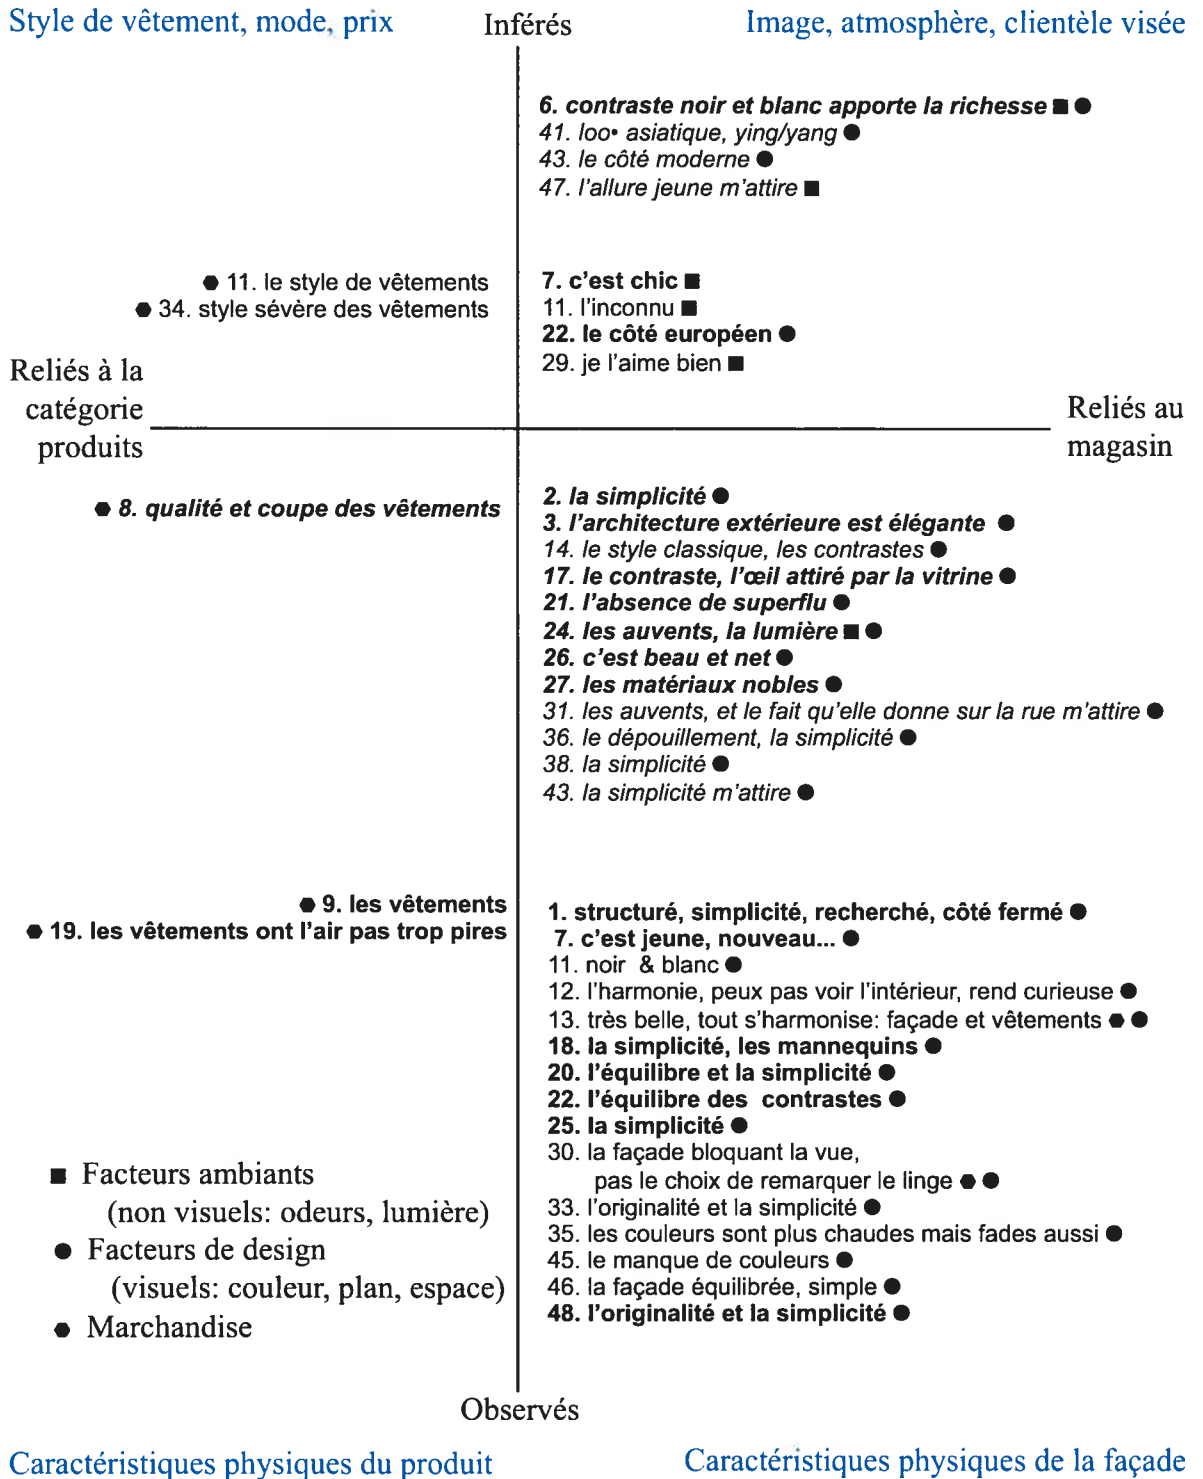 Style de vêtement, mode, prix
Inférés
Image, atmosphère, clientèle visée
6. contraste noir et blanc apporte la richesse ■ ●
41. loo• asiatique, ying/yang ●
43. le côté moderne ●
47. l'allure jeune m'attire ■
⬢ 11. le style de vêtements
⬢ 34. style sévère des vêtements
7. c'est chic ■
11. l'inconnu ■
22. le côté européen ●
29. je l'aime bien ■
Reliés à la
catégorie
produits
Reliés au
magasin
⬢ 8. qualité et coupe des vêtements
2. la simplicité ●
3. l'architecture extérieure est élégante ●
14. le style classique, les contrastes ●
17. le contraste, l'œil attiré par la vitrine ●
21. l'absence de superflu ●
24. les auvents, la lumière ■ ●
26. c'est beau et net ●
27. les matériaux nobles ●
31. les auvents, et le fait qu'elle donne sur la rue m'attire ●
36. le dépouillement, la simplicité ●
38. la simplicité ●
43. la simplicité m'attire ●
⬢ 9. les vêtements
⬢ 19. les vêtements ont l'air pas trop pires
1. structuré, simplicité, recherché, côté fermé ●
7. c'est jeune, nouveau... ●
11. noir & blanc ●
12. l'harmonie, peux pas voir l'intérieur, rend curieuse ●
13. très belle, tout s'harmonise: façade et vêtements ⬢ ●
18. la simplicité, les mannequins ●
20. l'équilibre et la simplicité ●
22. l'équilibre des contrastes ●
25. la simplicité ●
30. la façade bloquant la vue,
pas le choix de remarquer le linge ⬢ ●
33. l'originalité et la simplicité ●
35. les couleurs sont plus chaudes mais fades aussi ●
45. le manque de couleurs ●
46. la façade équilibrée, simple ●
48. l'originalité et la simplicité ●
■ Facteurs ambiants
(non visuels: odeurs, lumière)
● Facteurs de design
(visuels: couleur, plan, espace)
⬢ Marchandise
Observés
Caractéristiques physiques du produit
Caractéristiques physiques de la façade